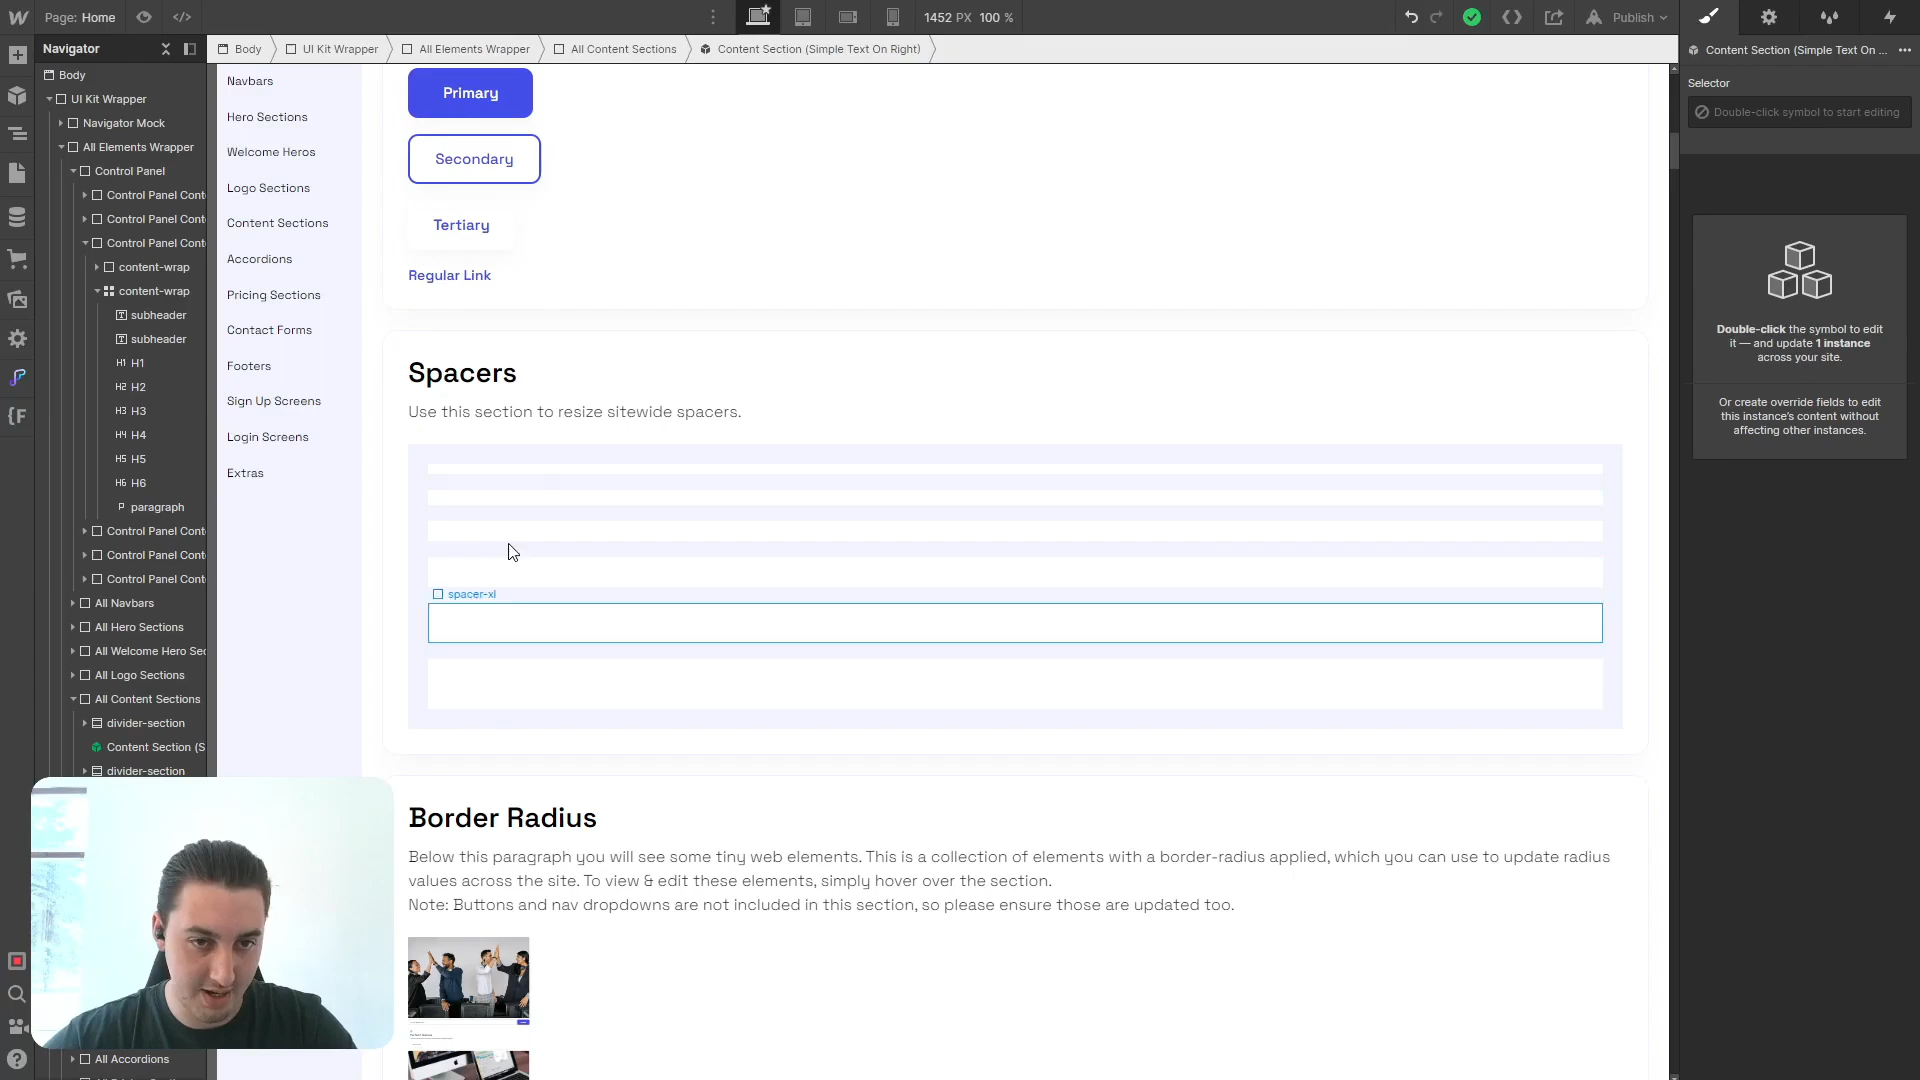 Page: Home
1452 PX 100 %
Publish
Navigator
Body
UI Kit Wrapper
All Elements Wrapper
All Content Sections
Content Section (Simple Text On Right)
Content Section (Simple Text On ...
Selector
Double-click symbol to start editing
Double-click the symbol to edit
it — and update 1 instance
across your site.
Or create override fields to edit
this instance's content without
affecting other instances.
Body
UI Kit Wrapper
Navigator Mock
All Elements Wrapper
Control Panel
Control Panel Cont
Control Panel Cont
Control Panel Cont
content-wrap
content-wrap
subheader
subheader
H1 H1
H2 H2
H3 H3
H4 H4
H5 H5
H6 H6
P paragraph
Control Panel Cont
Control Panel Cont
Control Panel Cont
All Navbars
All Hero Sections
All Welcome Hero Sec
All Logo Sections
All Content Sections
divider-section
Content Section (S
divider-section
All Accordions
Navbars
Hero Sections
Welcome Heros
Logo Sections
Content Sections
Accordions
Pricing Sections
Contact Forms
Footers
Sign Up Screens
Login Screens
Extras
Primary
Secondary
Tertiary
Regular Link
Spacers
Use this section to resize sitewide spacers.
spacer-xl
Border Radius
Below this paragraph you will see some tiny web elements. This is a collection of elements with a border-radius applied, which you can use to update radius
values across the site. To view & edit these elements, simply hover over the section.
Note: Buttons and nav dropdowns are not included in this section, so please ensure those are updated too.